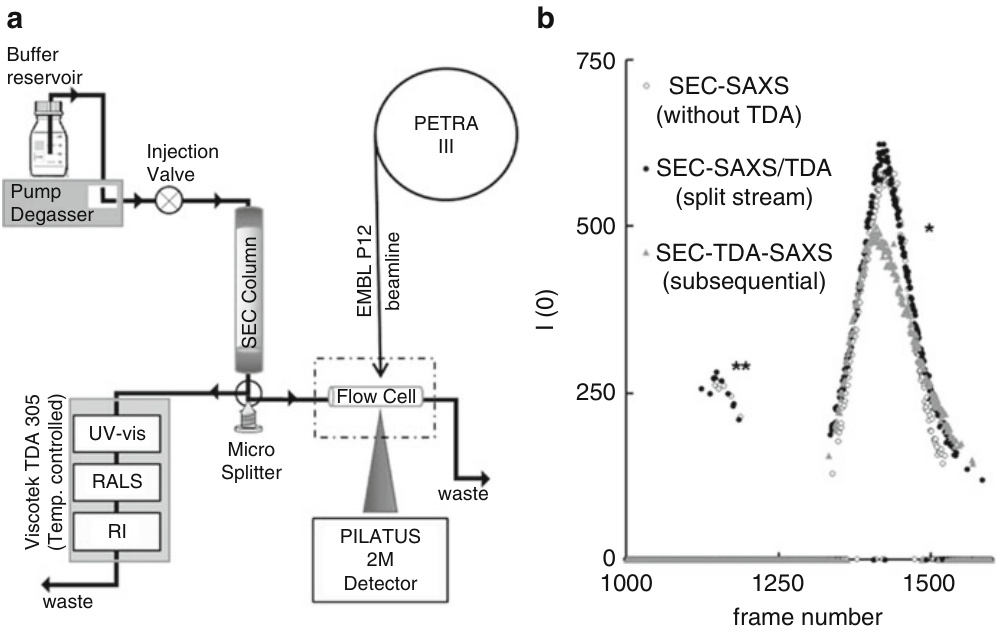 a
Buffer
reservoir
Pump
Degasser
Injection
Valve
SEC Column
PETRA
III
EMBL P12
beamline
Flow Cell
Micro
Splitter
waste
Viscotek TDA 305
(Temp. controlled)
UV-vis
RALS
RI
waste
PILATUS
2M
Detector
b
750
500
250
0
I (0)
SEC-SAXS
(without TDA)
SEC-SAXS/TDA
(split stream)
SEC-TDA-SAXS
(subsequential)
*
**
1000 1250 1500
frame number